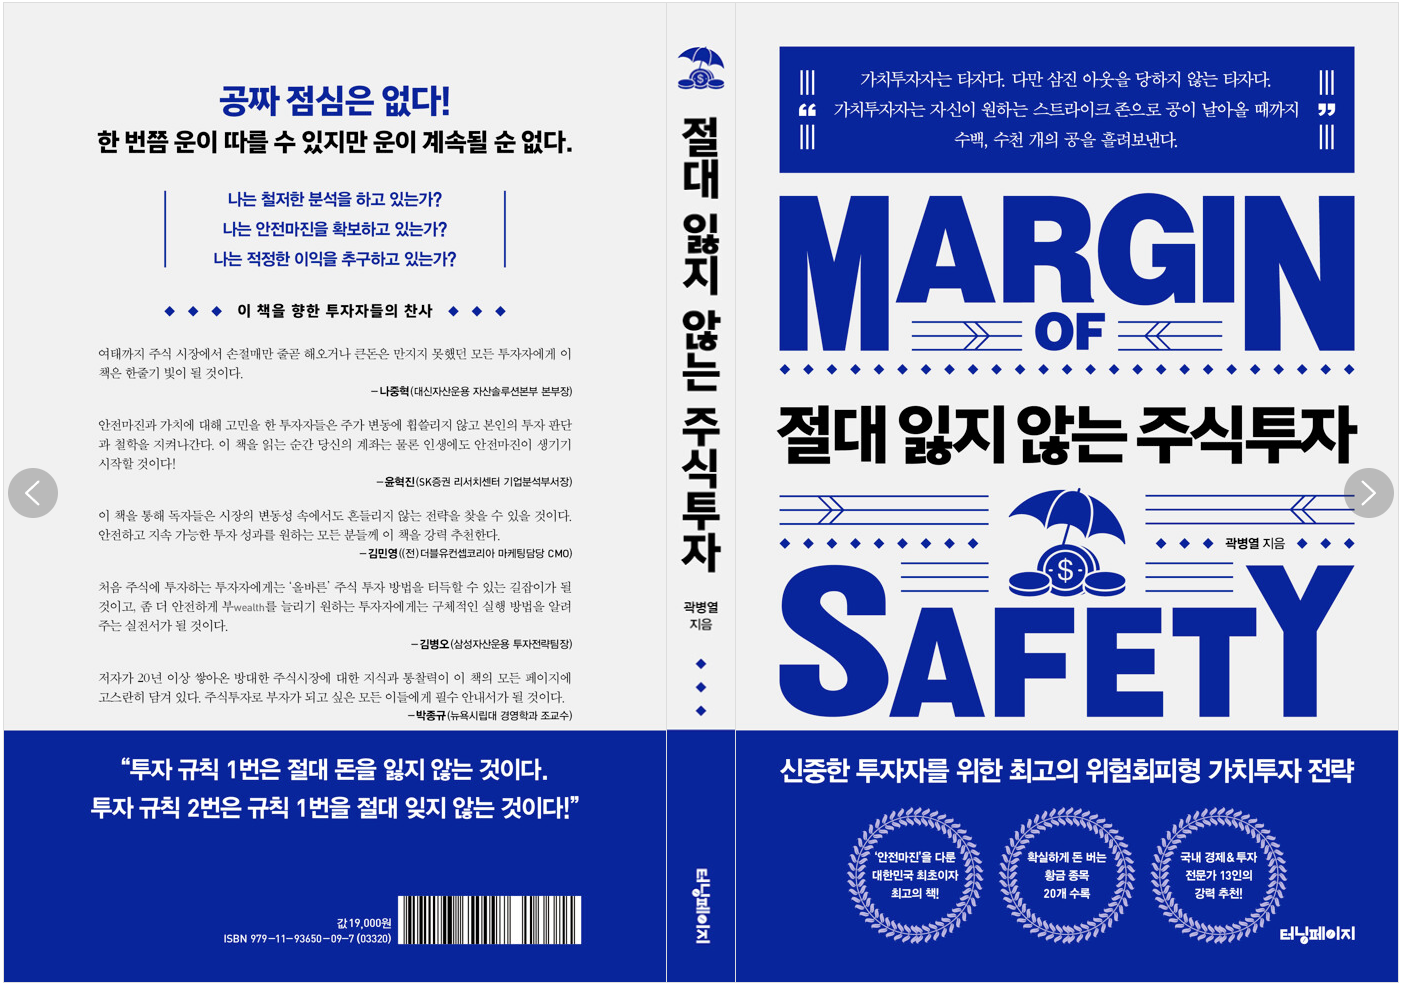 공짜 점심은 없다!
한 번쯤 운이 따를 수 있지만 운이 계속될 순 없다.
나는 철저한 분석을 하고 있는가?
나는 안전마진을 확보하고 있는가?
나는 적정한 이익을 추구하고 있는가?
이 책을 향한 투자자들의 찬사
여태까지 주식 시장에서 손절매만 줄곧 해오거나 큰돈은 만지지 못했던 모든 투자자에게 이
책은 한줄기 빛이 될 것이다.
–나중혁(대신자산운용 자산솔루션본부 본부장)
안전마진과 가치에 대해 고민을 한 투자자들은 주가 변동에 휩쓸리지 않고 본인의 투자 판단
과 철학을 지켜나간다. 이 책을 읽는 순간 당신의 계좌는 물론 인생에도 안전마진이 생기기
시작할 것이다!
–윤혁진(SK증권 리서치센터 기업분석부서장)
이 책을 통해 독자들은 시장의 변동성 속에서도 흔들리지 않는 전략을 찾을 수 있을 것이다.
안전하고 지속 가능한 투자 성과를 원하는 모든 분들께 이 책을 강력 추천한다.
–김민영((전)더블유컨셉코리아 마케팅담당 CMO)
처음 주식에 투자하는 투자자에게는 ‘올바른’ 주식 투자 방법을 터득할 수 있는 길잡이가 될
것이고, 좀 더 안전하게 부wealth를 늘리기 원하는 투자자에게는 구체적인 실행 방법을 알려
주는 실전서가 될 것이다.
–김병오(삼성자산운용 투자전략팀장)
저자가 20년 이상 쌓아온 방대한 주식시장에 대한 지식과 통찰력이 이 책의 모든 페이지에
고스란히 담겨 있다. 주식투자로 부자가 되고 싶은 모든 이들에게 필수 안내서가 될 것이다.
–박종규(뉴욕시립대 경영학과 조교수)
“투자 규칙 1번은 절대 돈을 잃지 않는 것이다.
투자 규칙 2번은 규칙 1번을 절대 잊지 않는 것이다!”
값 19,000원
ISBN 979-11-93650-09-7 (03320)
절대 잃지 않는 주식투자
곽병열
지음
터닝페이지
가치투자자는 타자다. 다만 삼진 아웃을 당하지 않는 타자다.
“ 가치투자자는 자신이 원하는 스트라이크 존으로 공이 날아올 때까지 ”
수백, 수천 개의 공을 흘려보낸다.
MARGIN
OF
절대 잃지 않는 주식투자
곽병열 지음
$
SAFETY
신중한 투자자를 위한 최고의 위험회피형 가치투자 전략
‘안전마진’을 다룬
대한민국 최초이자
최고의 책!
확실하게 돈 버는
황금 종목
20개 수록
국내 경제&투자
전문가 13인의
강력 추천!
터닝페이지